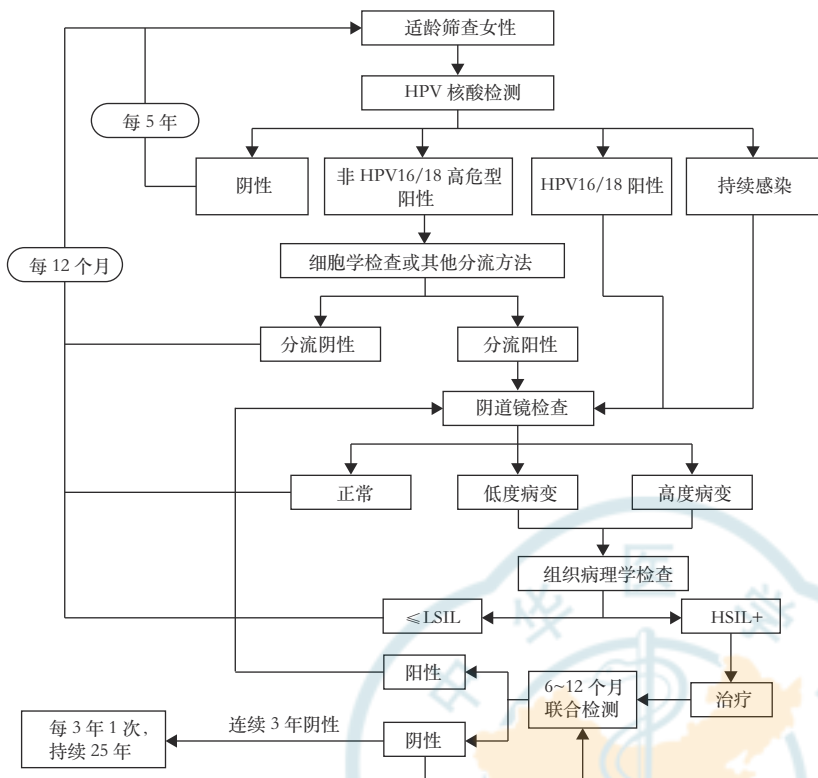 适龄筛查女性
HPV 核酸检测
每 5 年
阴性
非 HPV16/18 高危型
阳性
HPV16/18 阳性
持续感染
每 12 个月
细胞学检查或其他分流方法
分流阴性
分流阳性
阴道镜检查
正常
低度病变
高度病变
组织病理学检查
≤LSIL
HSIL+
阳性
6~12 个月
联合检测
治疗
每 3 年 1 次,
持续 25 年
连续 3 年阴性
阴性
中华医学